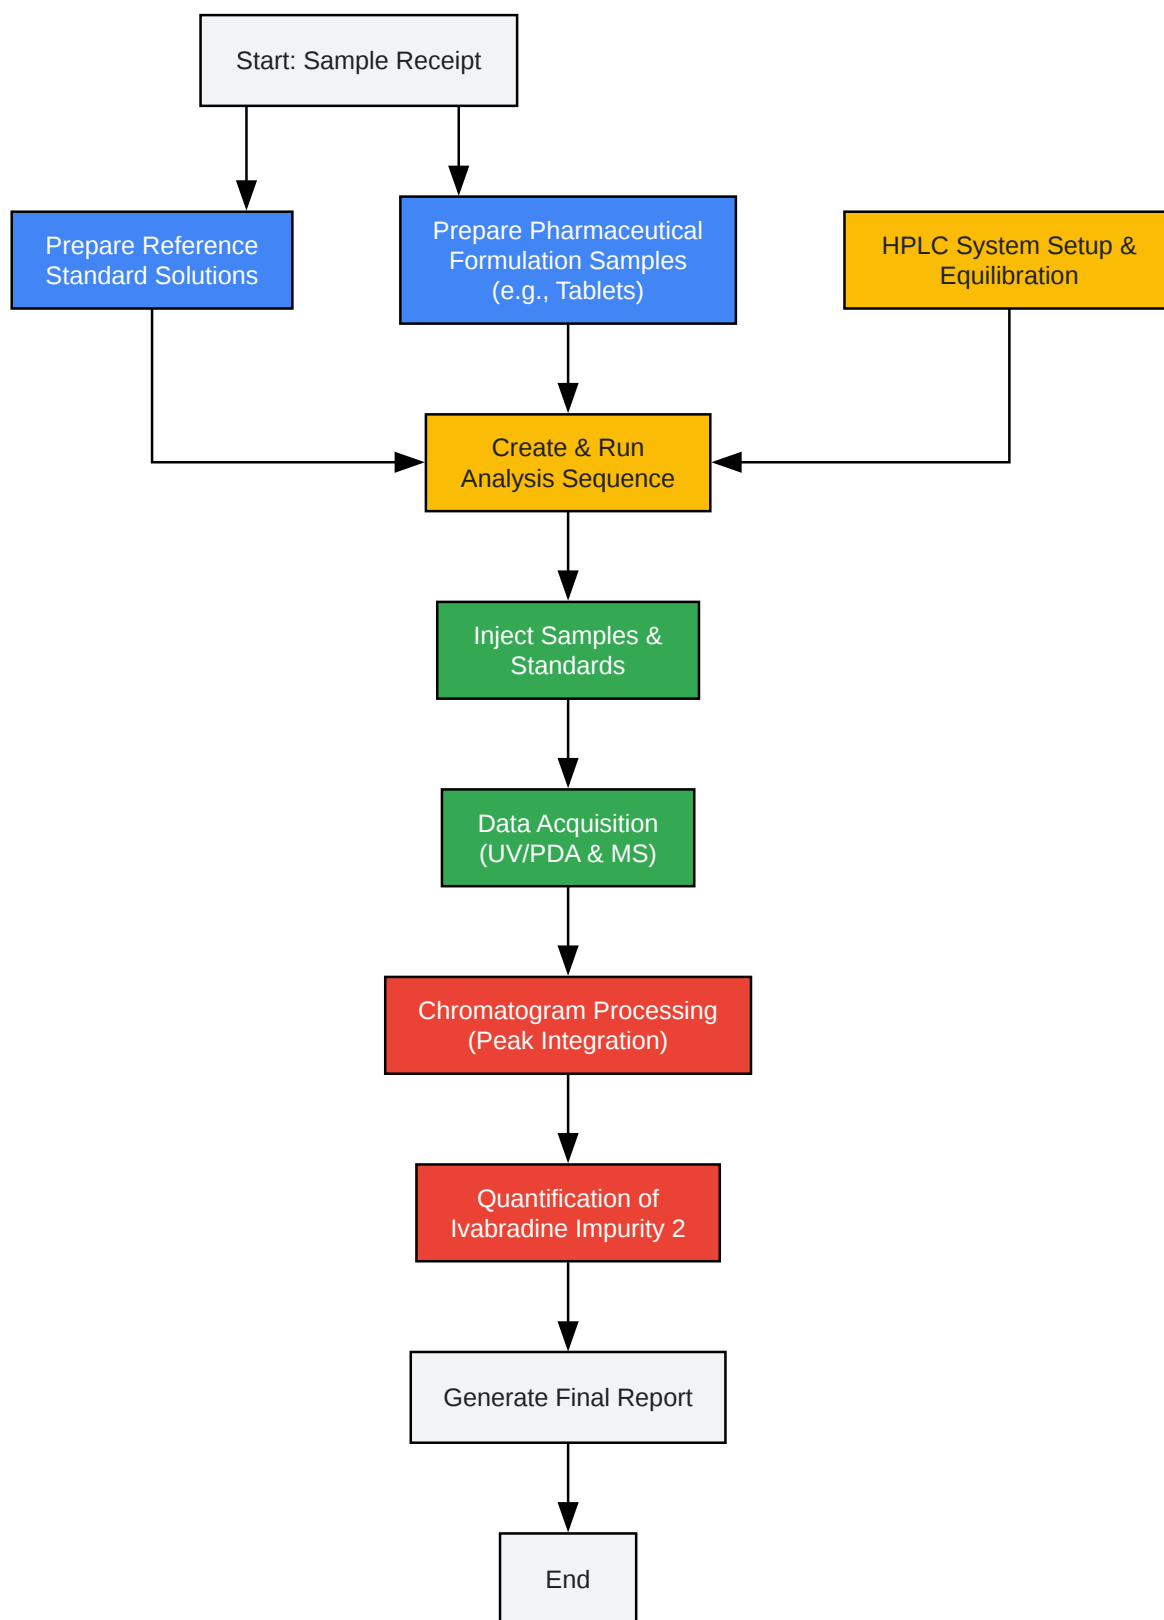 Start: Sample Receipt
Prepare Reference
Standard Solutions
Prepare Pharmaceutical
Formulation Samples
(e.g., Tablets)
HPLC System Setup &
Equilibration
Create & Run
Analysis Sequence
Inject Samples &
Standards
Data Acquisition
(UV/PDA & MS)
Chromatogram Processing
(Peak Integration)
Quantification of
Ivabradine Impurity 2
Generate Final Report
End